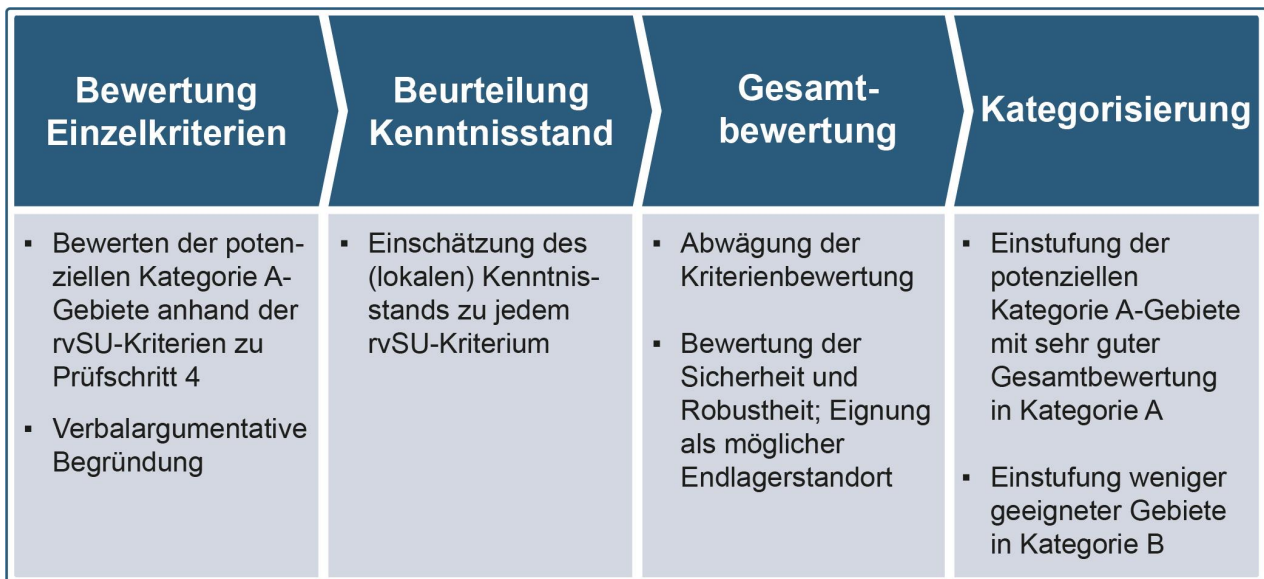 Bewertung
Einzelkriterien
Beurteilung
Kenntnisstand
Gesamt-
bewertung
Kategorisierung
▪ Bewerten der poten-
ziellen Kategorie A-
Gebiete anhand der
rvSU-Kriterien zu
Prüfschritt 4
▪ Verbalargumentative
Begründung
▪ Einschätzung des
(lokalen) Kenntnis-
stands zu jedem
rvSU-Kriterium
▪ Abwägung der
Kriterienbewertung
▪ Bewertung der
Sicherheit und
Robustheit; Eignung
als möglicher
Endlagerstandort
▪ Einstufung der
potenziellen
Kategorie A-Gebiete
mit sehr guter
Gesamtbewertung
in Kategorie A
▪ Einstufung weniger
geeigneter Gebiete
in Kategorie B